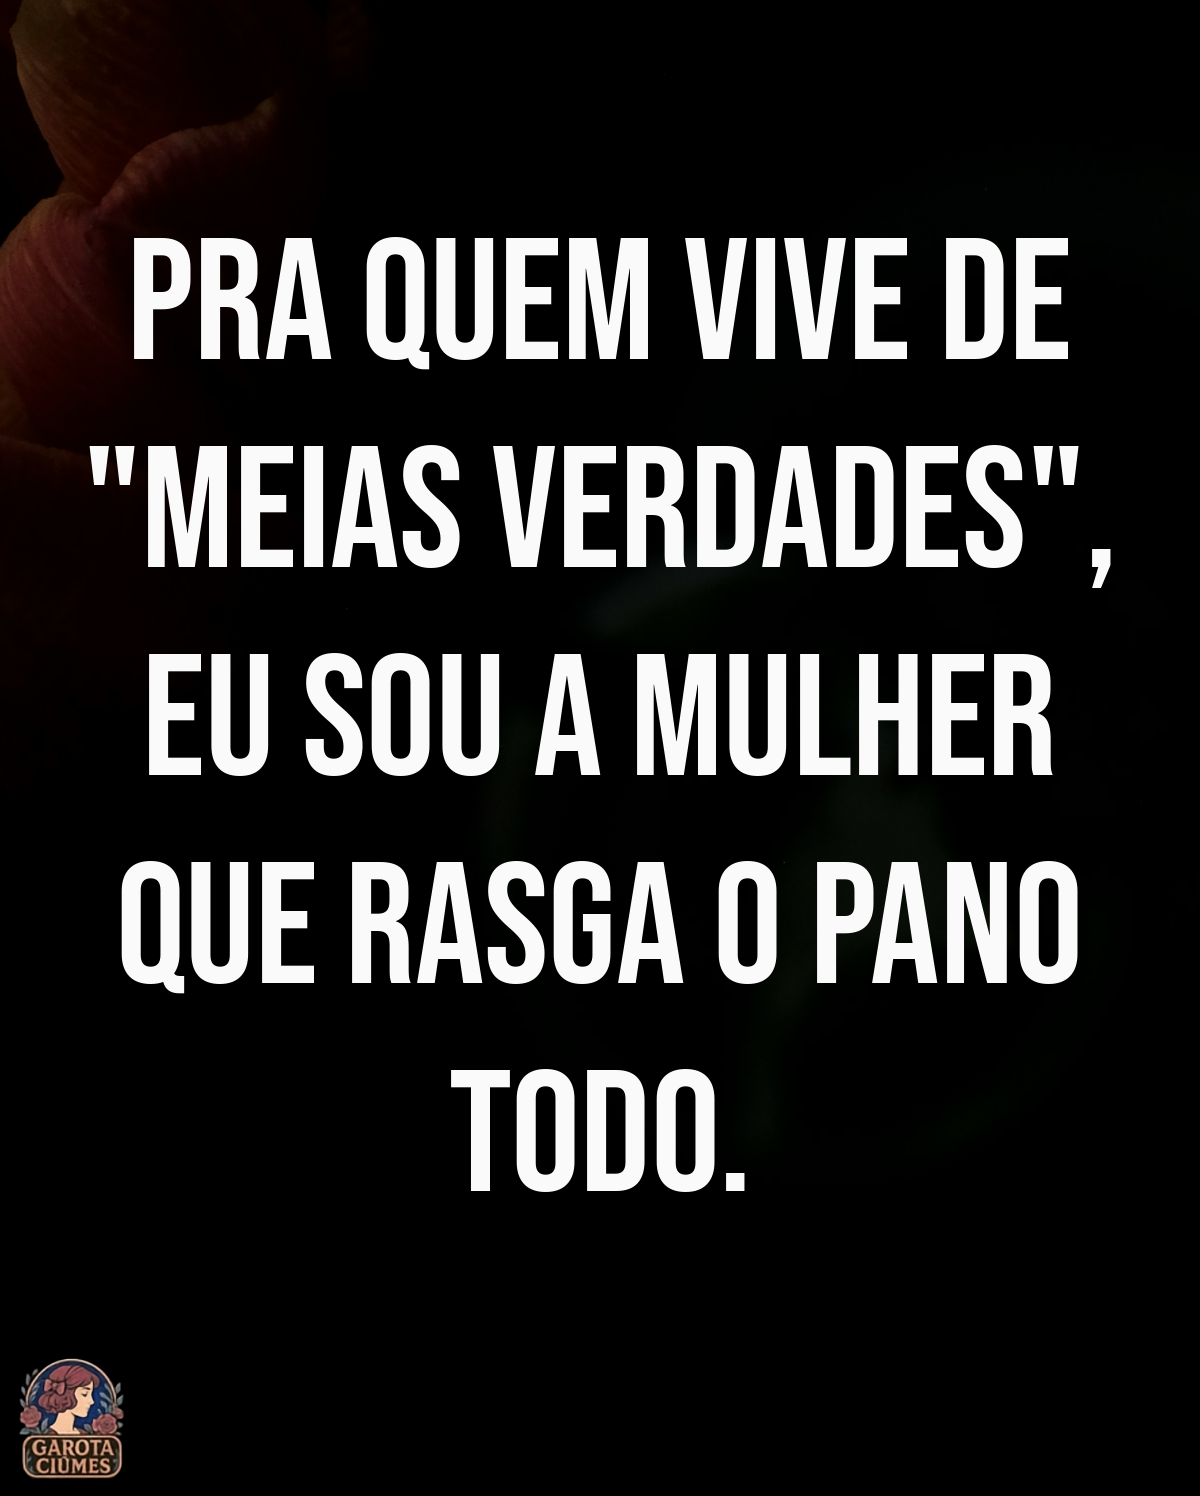 PRA QUEM VIVE DE
"MEIAS VERDADES",
EU SOU A MULHER
QUE RASGA O PANO
TODO.
GAROTA
CIÚMES